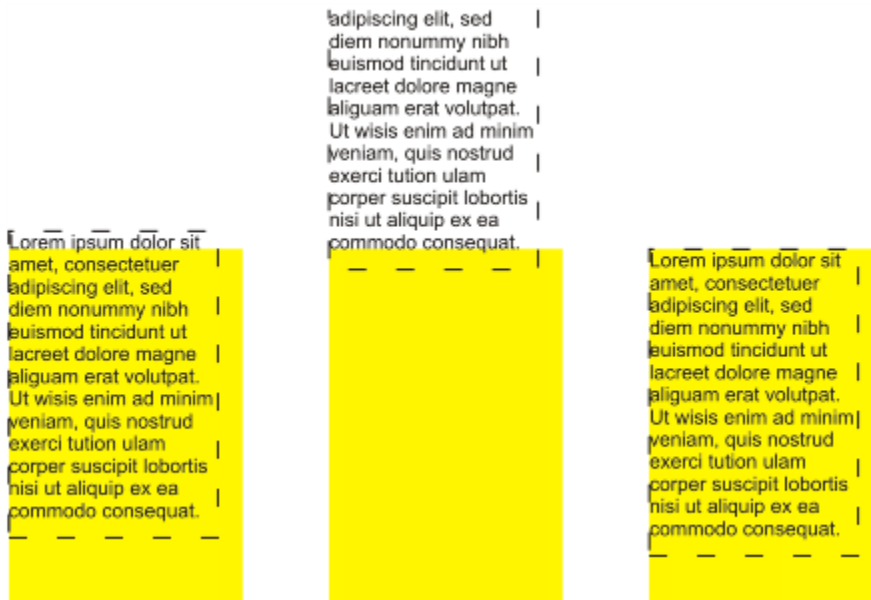 adipiscing elit, sed
diem nonummy nibh
euismod tincidunt ut
lacreet dolore magne
aliguam erat volutpat.
Ut wisis enim ad minim
veniam, quis nostrud
exerci tution ulam
corper suscipit lobortis
nisi ut aliquip ex ea
commodo consequat.
Lorem ipsum dolor sit
amet, consectetuer
adipiscing elit, sed
diem nonummy nibh
euismod tincidunt ut
lacreet dolore magne
aliguam erat volutpat.
Ut wisis enim ad minim
veniam, quis nostrud
exerci tution ulam
corper suscipit lobortis
nisi ut aliquip ex ea
commodo consequat.
Lorem ipsum dolor sit
amet, consectetuer
adipiscing elit, sed
diem nonummy nibh
euismod tincidunt ut
lacreet dolore magne
aliguam erat volutpat.
Ut wisis enim ad minim
veniam, quis nostrud
exerci tution ulam
corper suscipit lobortis
nisi ut aliquip ex ea
commodo consequat.